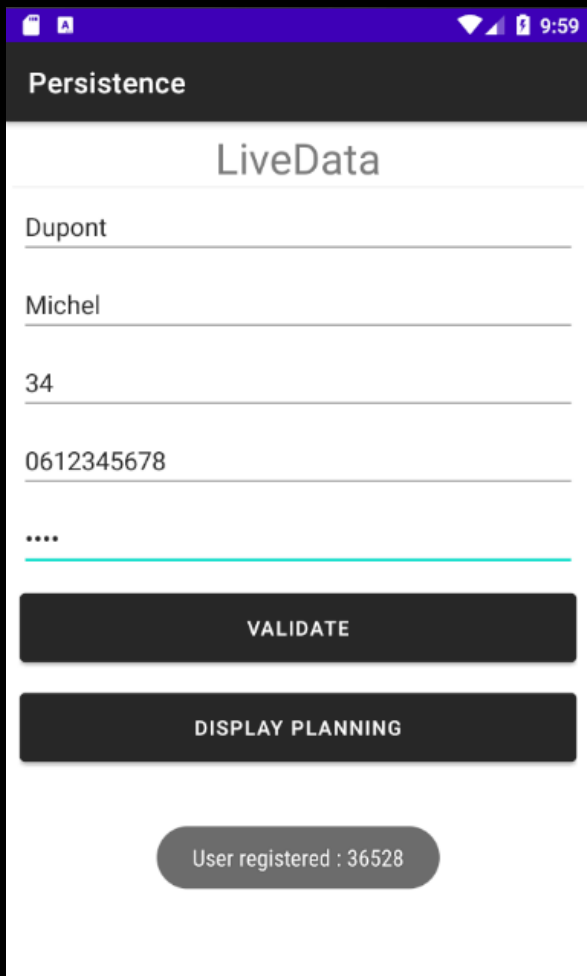 9:59
Persistence
LiveData
Dupont
Michel
34
0612345678
••••
VALIDATE
DISPLAY PLANNING
User registered : 36528